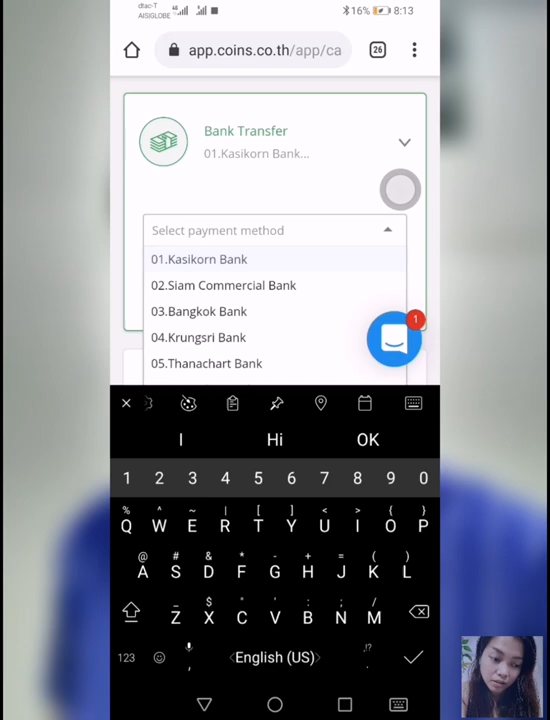 dtac-T
AISIGLOBE
16% 8:13
app.coins.co.th/app/ca
26
Bank Transfer
01.Kasikorn Bank...
Select payment method
01.Kasikorn Bank
02.Siam Commercial Bank
03.Bangkok Bank
04.Krungsri Bank
05.Thanachart Bank
1
I Hi OK
1 2 3 4 5 6 7 8 9 0
% ^ ~ | [ ] < > { }
Q W E R T Y U I O P
@ # & * - + = ( )
A S D F G H J K L
_ $ " ' : ; /
Z X C V B N M
123 , English (US) .,!?